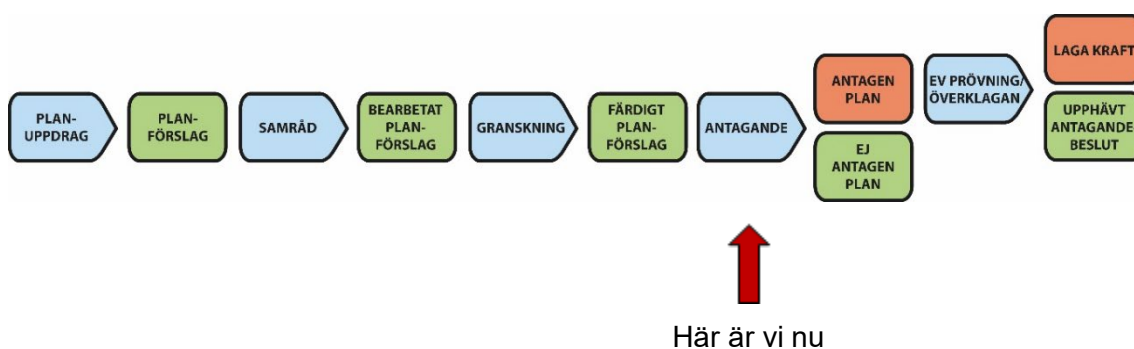 PLAN-
UPPDRAG
PLAN-
FÖRSLAG
SAMRÅD
BEARBETAT
PLAN-
FÖRSLAG
GRANSKNING
FÄRDIGT
PLAN-
FÖRSLAG
ANTAGANDE
ANTAGEN
PLAN
EJ
ANTAGEN
PLAN
EV PRÖVNING/
ÖVERKLAGAN
LAGA KRAFT
UPPHÄVT
ANTAGANDE-
BESLUT
Här är vi nu